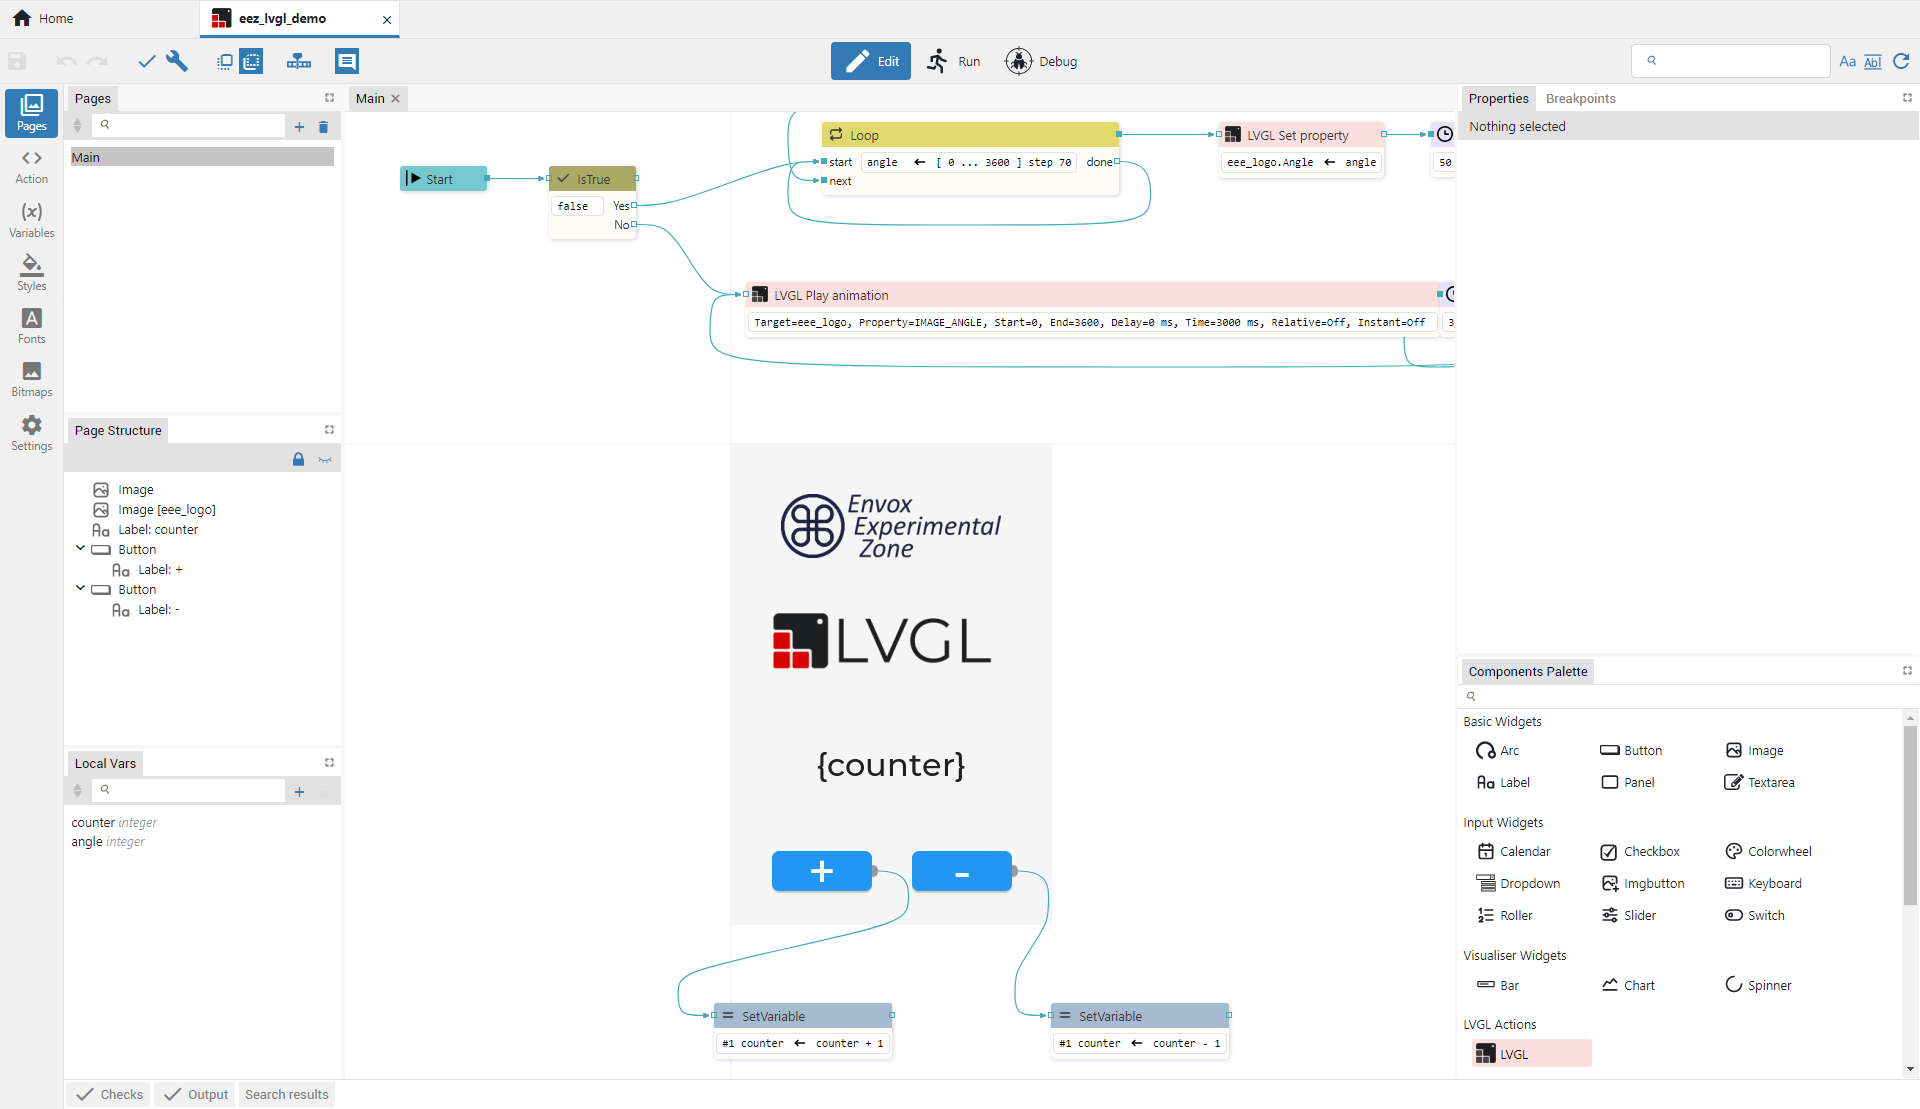 Home
eez_lvgl_demo
Edit
Run
Debug
Aa
Ab|
Pages
Action
(x)
Variables
Styles
A
Fonts
Bitmaps
Settings
Pages
Main
Page Structure
Image
Image [eee_logo]
Aa Label: counter
Button
Aa Label: +
Button
Aa Label: -
Local Vars
counter integer
angle integer
Main
Start
IsTrue
false Yes
No
Loop
start angle ← [ 0 ... 3600 ] step 70 done
next
LVGL Set property
eee_logo.Angle ← angle
50
LVGL Play animation
Target=eee_logo, Property=IMAGE_ANGLE, Start=0, End=3600, Delay=0 ms, Time=3000 ms, Relative=Off, Instant=Off
3
Envox
Experimental
Zone
LVGL
{counter}
+ -
= SetVariable
#1 counter ← counter + 1
= SetVariable
#1 counter ← counter - 1
Properties Breakpoints
Nothing selected
Components Palette
Basic Widgets
Arc Button Image
Aa Label Panel Textarea
Input Widgets
Calendar Checkbox Colorwheel
Dropdown Imgbutton Keyboard
Roller Slider Switch
Visualiser Widgets
Bar Chart Spinner
LVGL Actions
LVGL
Checks Output Search results